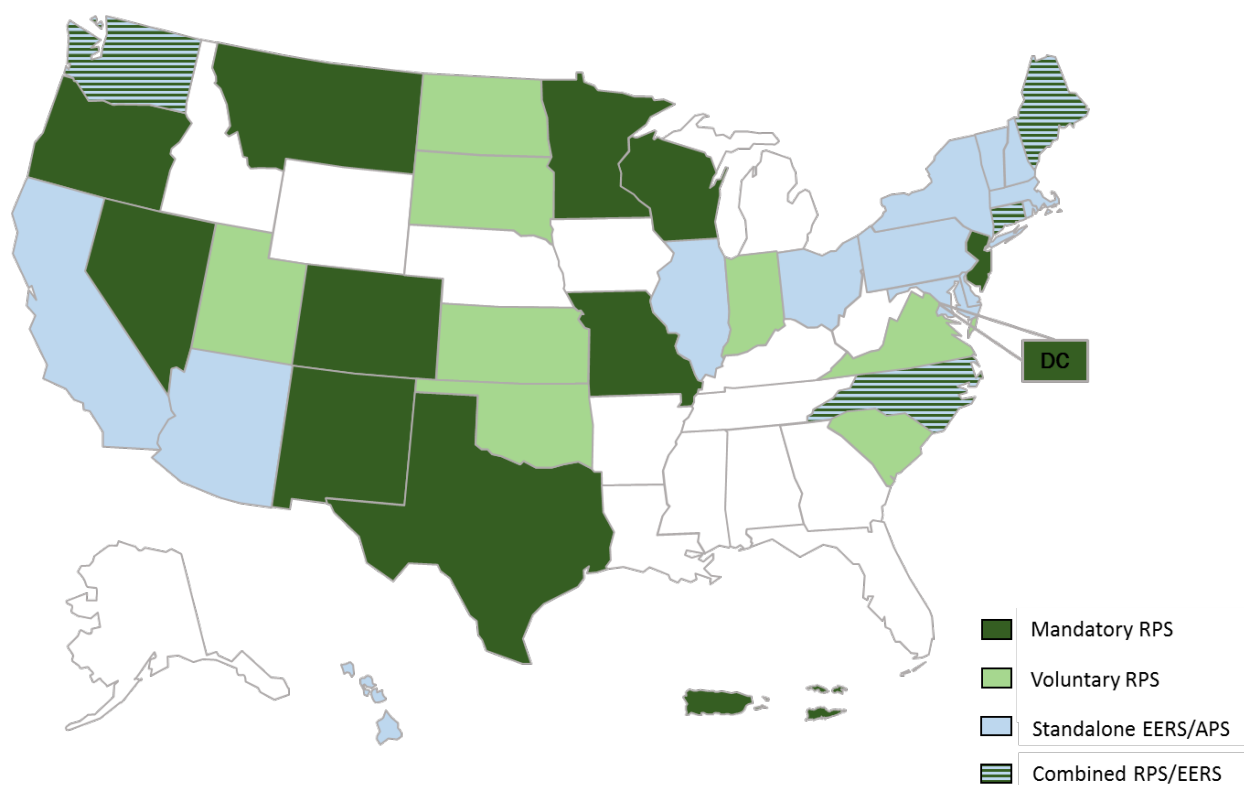 DC
Mandatory RPS
Voluntary RPS
Standalone EERS/APS
Combined RPS/EERS